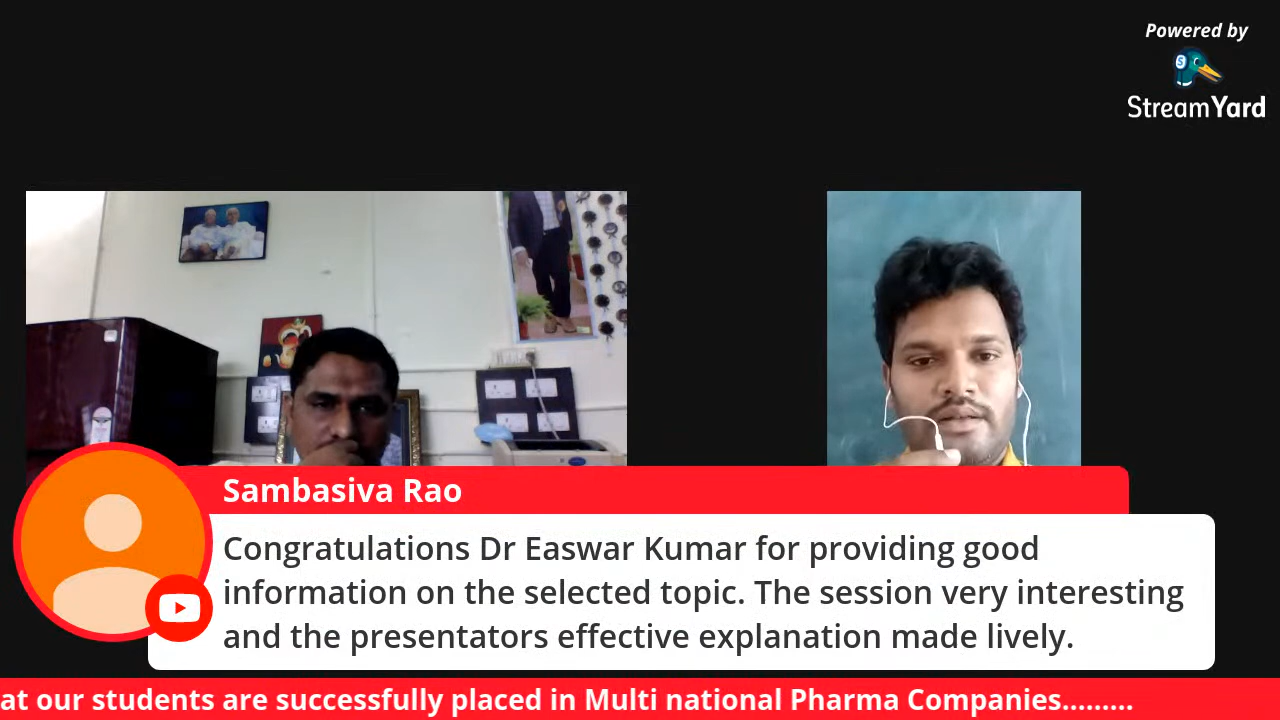 Powered by
StreamYard
Sambasiva Rao
Congratulations Dr Easwar Kumar for providing good
information on the selected topic. The session very interesting
and the presentators effective explanation made lively.
at our students are successfully placed in Multi national Pharma Companies.........